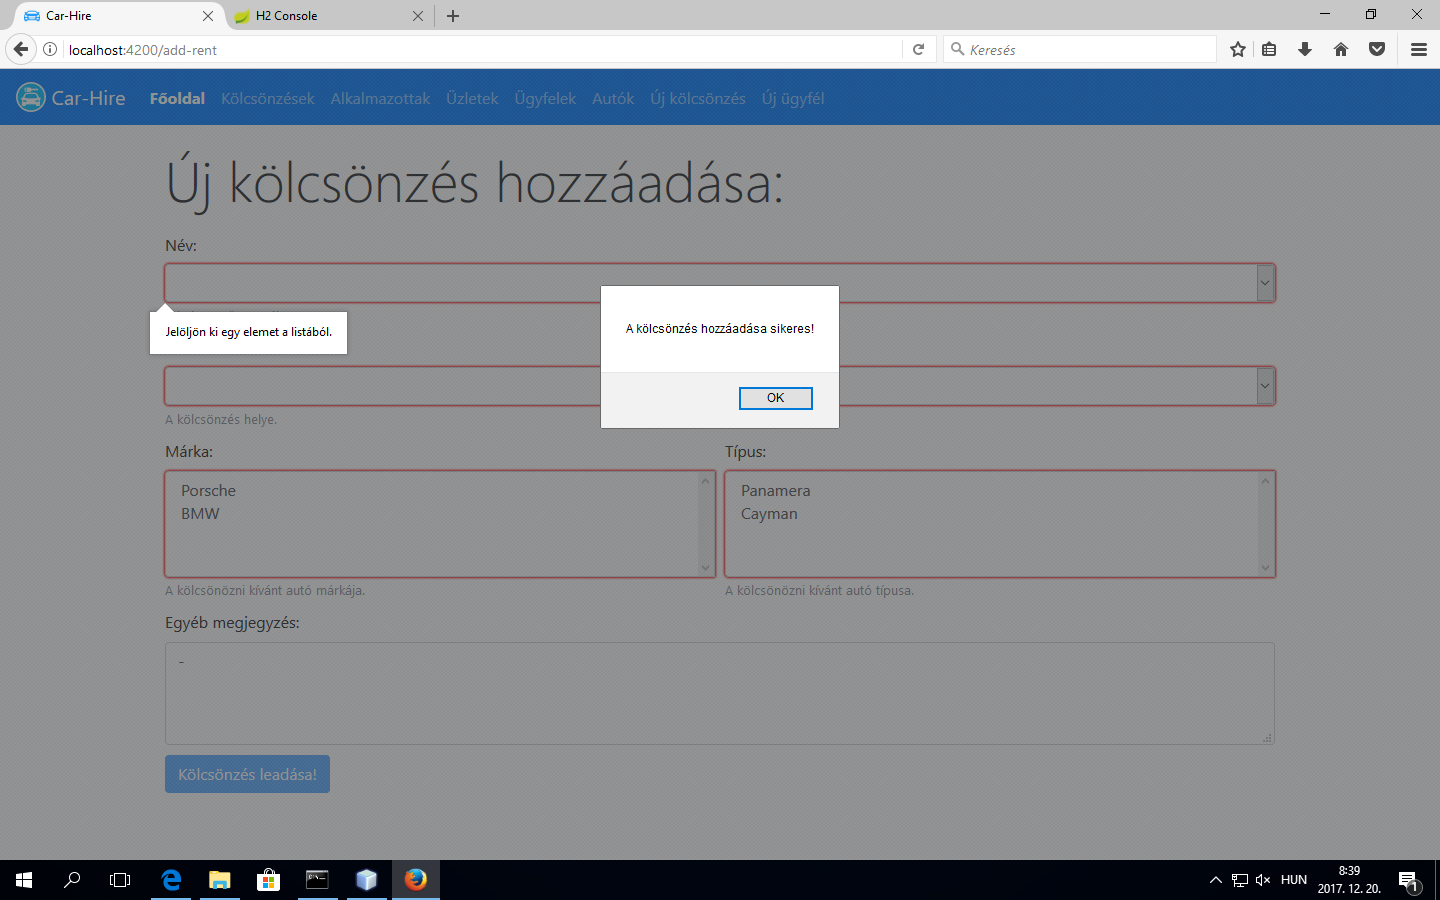 Car-Hire
H2 Console
localhost:4200/add-rent
Keresés
Car-Hire Főoldal Kölcsönzések Alkalmazottak Üzletek Ügyfelek Autók Új kölcsönzés Új ügyfél
Új kölcsönzés hozzáadása:
Név:
Jelöljön ki egy elemet a listából.
A kölcsönzés hozzáadása sikeres!
OK
A kölcsönzés helye.
Márka:
Típus:
Porsche
BMW
Panamera
Cayman
A kölcsönözni kívánt autó márkája.
A kölcsönözni kívánt autó típusa.
Egyéb megjegyzés:
-
Kölcsönzés leadása!
HUN
8:39
2017. 12. 20.
1